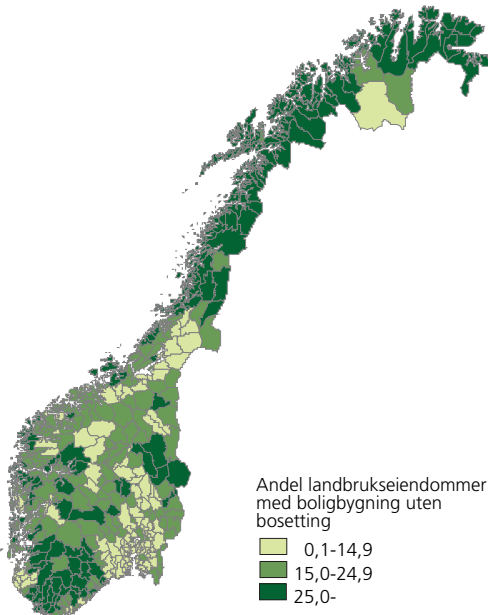 Andel landbrukseiendommer
med boligbygning uten
bosetting
0,1-14,9
15,0-24,9
25,0-